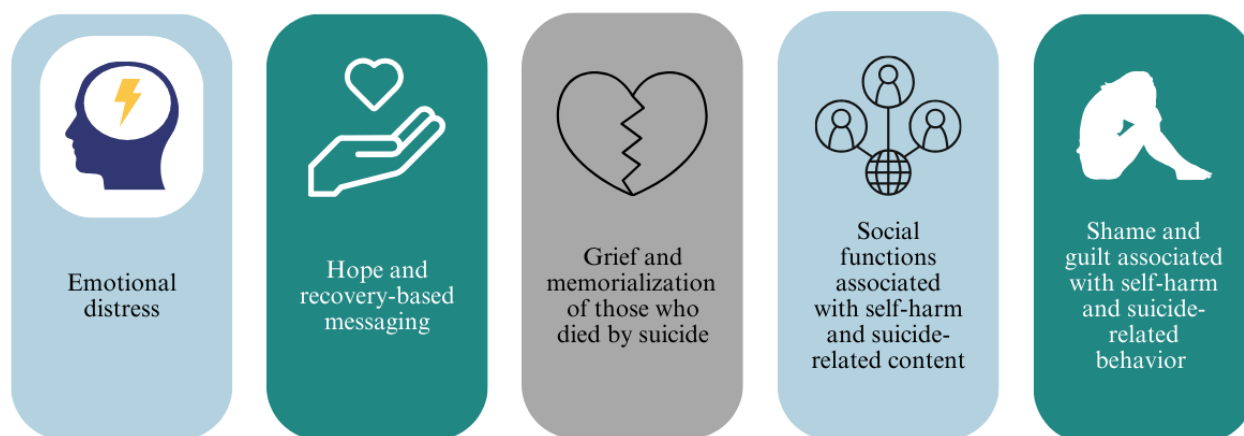 Emotional
distress
Hope and
recovery-based
messaging
Grief and
memorialization
of those who
died by suicide
Social
functions
associated
with self-harm
and suicide-
related content
Shame and
guilt associated
with self-harm
and suicide-
related
behavior